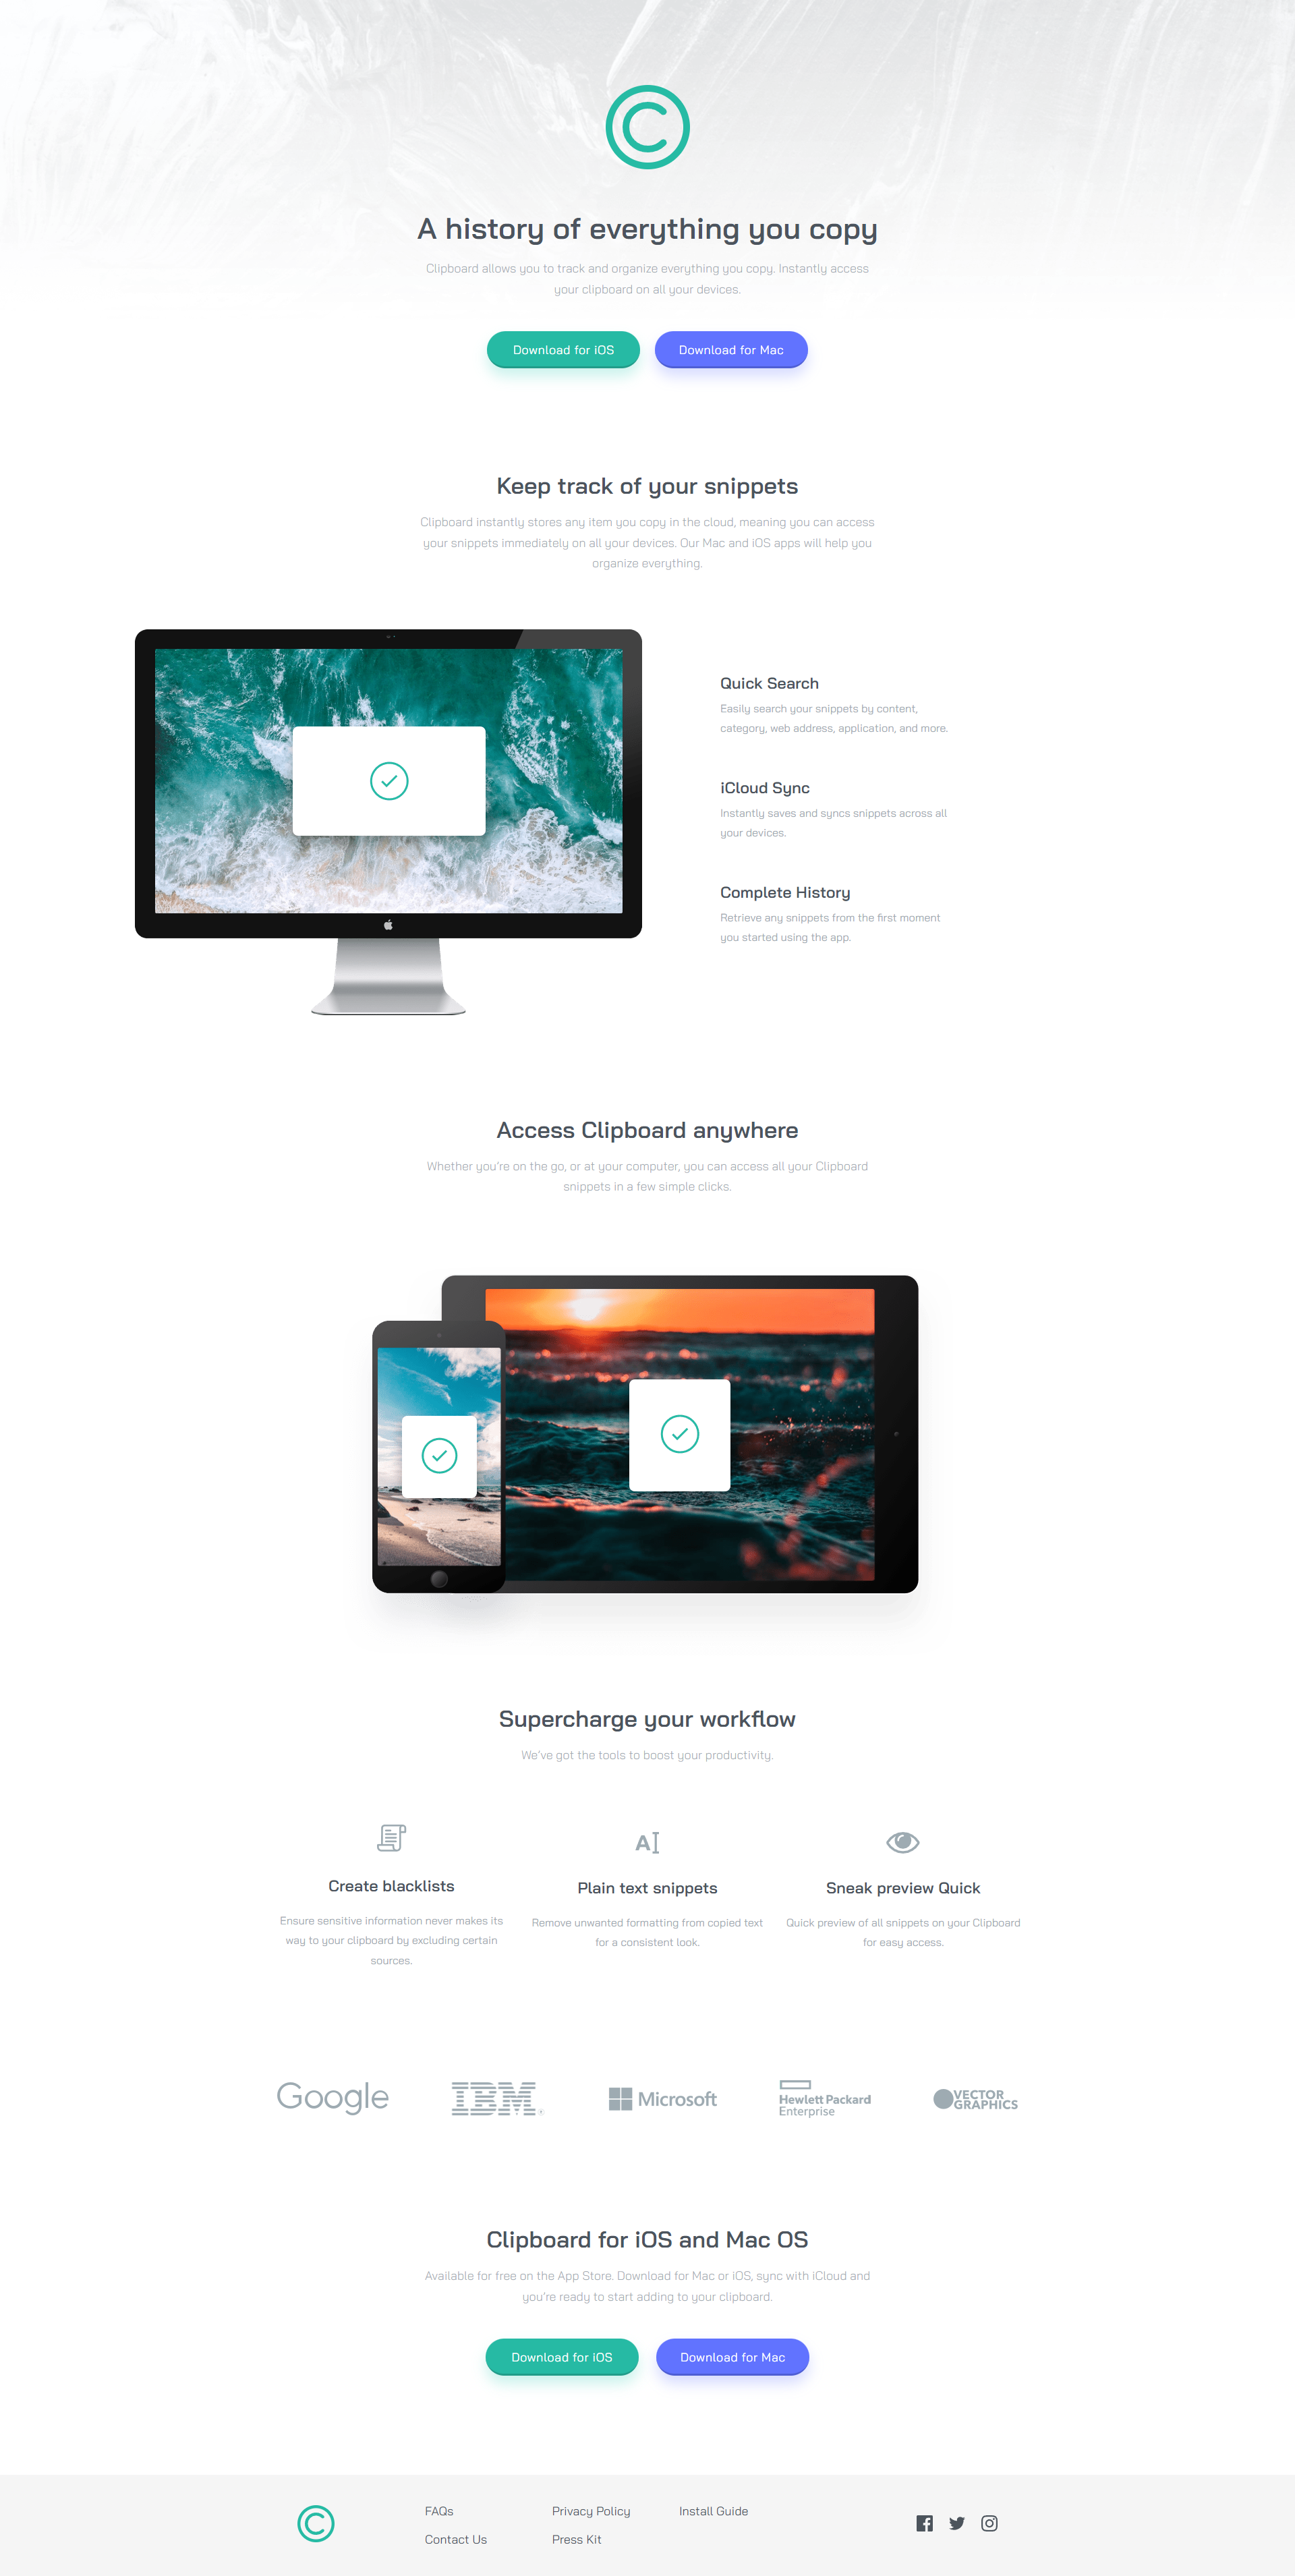 A history of everything you copy
Clipboard allows you to track and organize everything you copy. Instantly access
your clipboard on all your devices.
Download for iOS
Download for Mac
Keep track of your snippets
Clipboard instantly stores any item you copy in the cloud, meaning you can access
your snippets immediately on all your devices. Our Mac and iOS apps will help you
organize everything.
Quick Search
Easily search your snippets by content,
category, web address, application, and more.
iCloud Sync
Instantly saves and syncs snippets across all
your devices.
Complete History
Retrieve any snippets from the first moment
you started using the app.
Access Clipboard anywhere
Whether you're on the go, or at your computer, you can access all your Clipboard
snippets in a few simple clicks.
Supercharge your workflow
We've got the tools to boost your productivity.
Create blacklists
Ensure sensitive information never makes its
way to your clipboard by excluding certain
sources.
Plain text snippets
Remove unwanted formatting from copied text
for a consistent look.
Sneak preview Quick
Quick preview of all snippets on your Clipboard
for easy access.
Google
IBM
Microsoft
Hewlett Packard
Enterprise
VECTOR
GRAPHICS
Clipboard for iOS and Mac OS
Available for free on the App Store. Download for Mac or iOS, sync with iCloud and
you're ready to start adding to your clipboard.
Download for iOS
Download for Mac
FAQs
Contact Us
Privacy Policy
Press Kit
Install Guide